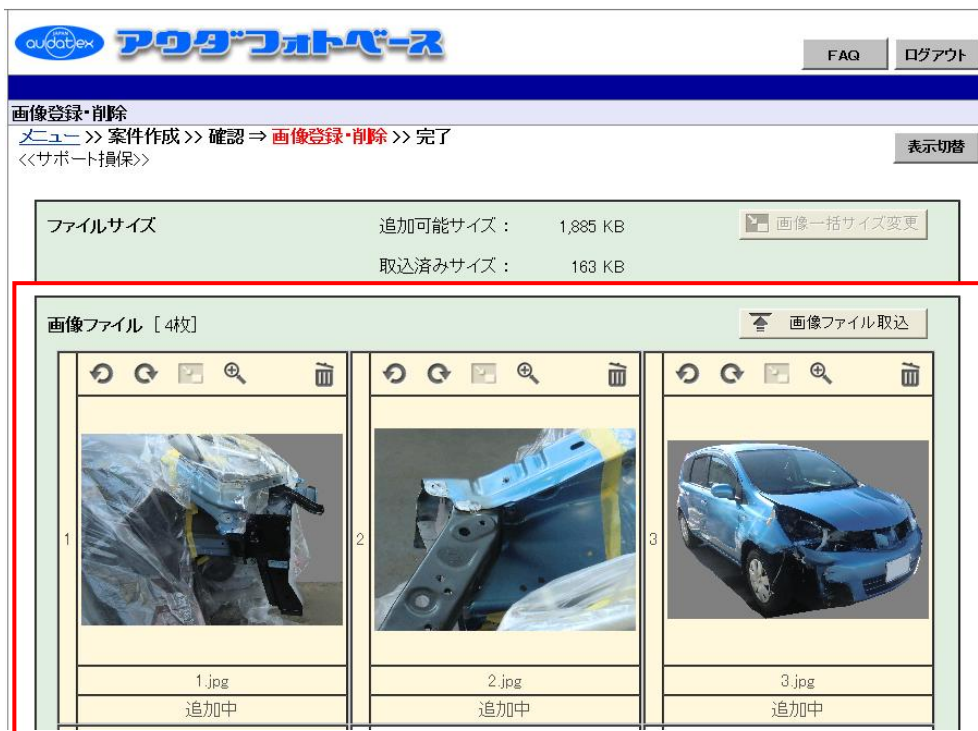 JAPAN
audatex アウダフォトベース
FAQ ログアウト
画像登録・削除
メニュー >> 案件作成 >> 確認 ⇒ 画像登録・削除 >> 完了
表示切替
<<サポート損保>>
ファイルサイズ 追加可能サイズ： 1,885 KB 画像一括サイズ変更
取込済みサイズ： 163 KB
画像ファイル [4枚] 画像ファイル取込
1 2 3
1.jpg 2.jpg 3.jpg
追加中 追加中 追加中